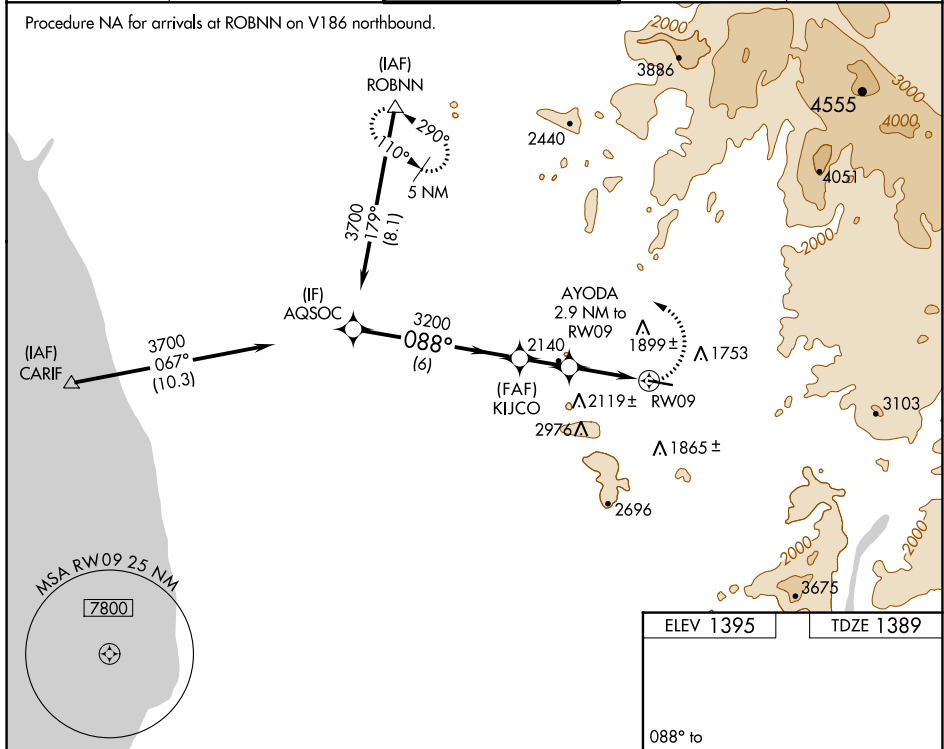 Procedure NA for arrivals at ROBNN on V186 northbound.
2000
3886
3000
4555
4000
(IAF)
ROBNN
290°
110°
5 NM
2440
4051
3700
179°
(8.1)
2000
(IF)
AQSOC
AYODA
2.9 NM to
RW09
3200
088°
(6)
2140
1899 ±
1753
(IAF)
CARIF
3700
067°
(10.3)
(FAF)
KIJCO
2119 ±
RW09
2976
3103
1865 ±
2696
2000
2000
3675
MSA RW09 25 NM
7800
ELEV 1395
TDZE 1389
088° to